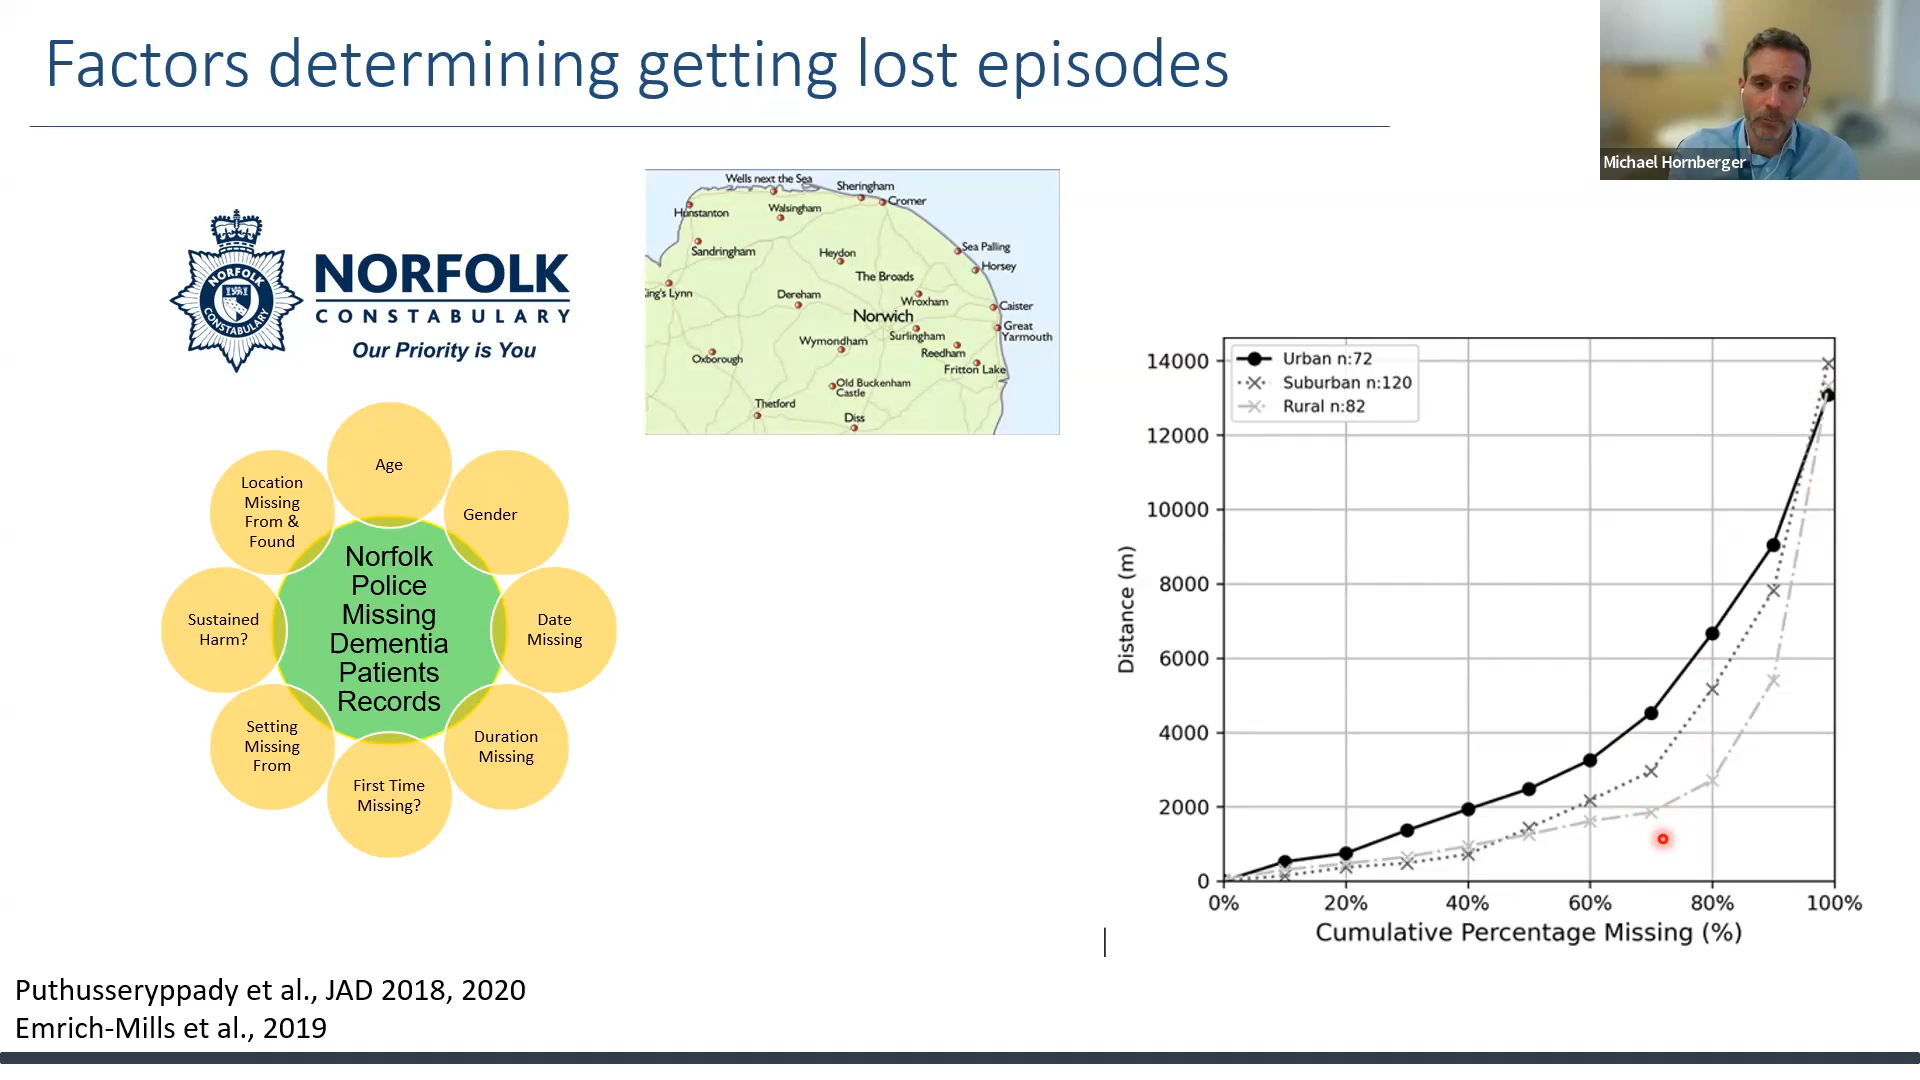 Factors determining getting lost episodes
Michael Hornberger
NORFOLK
CONSTABULARY
NORFOLK
CONSTABULARY
Our Priority is You
Wells next the Sea
Sheringham
Hunstanton
Walsingham
Cromer
Sandringham
Heydon
Sea Palling
Horsey
The Broads
ing's Lynn
Dereham
Wroxham
Caister
Norwich
Great
Yarmouth
Wymondham
Surlingham
Oxborough
Reedham
Fritton Lake
Old Buckenham
Castle
Thetford
Diss
Age
Gender
Date
Missing
Duration
Missing
First Time
Missing?
Setting
Missing
From
Sustained
Harm?
Location
Missing
From &
Found
Norfolk
Police
Missing
Dementia
Patients
Records
Urban n:72
Suburban n:120
Rural n:82
14000
12000
10000
8000
6000
4000
2000
0
Distance (m)
0% 20% 40% 60% 80% 100%
Cumulative Percentage Missing (%)
Puthusseryppady et al., JAD 2018, 2020
Emrich-Mills et al., 2019